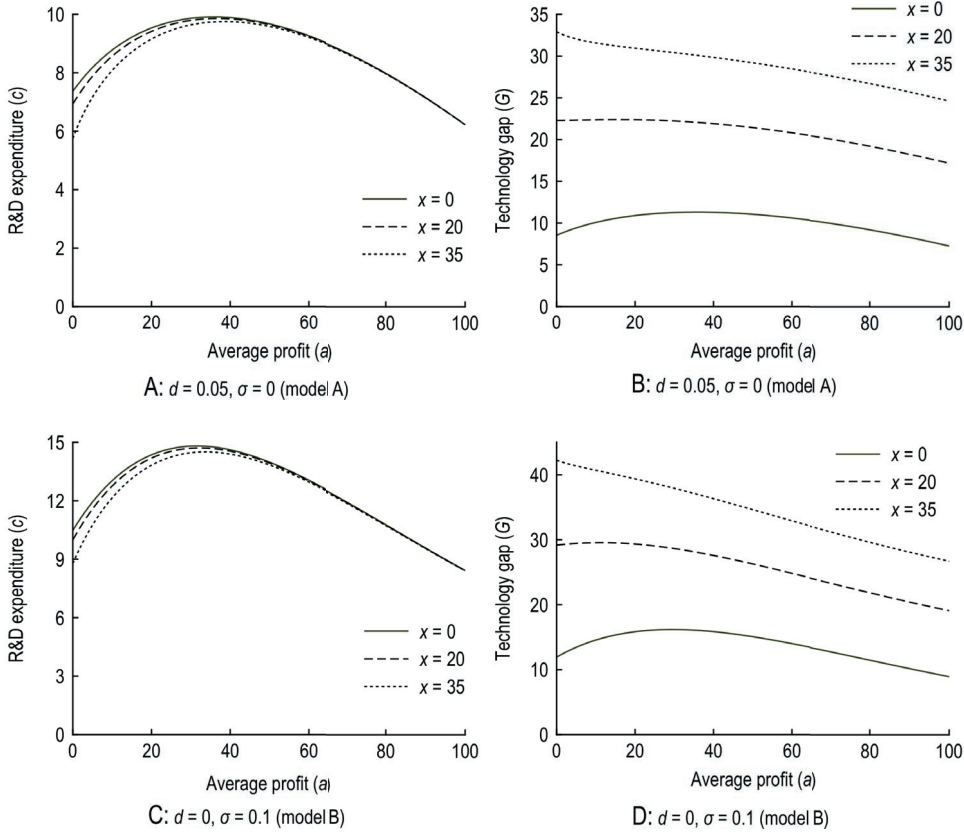 10
8
6
4
2
0
R&D expenditure (c)
x = 0
x = 20
x = 35
0 20 40 60 80 100
Average profit (a)
A: d = 0.05, σ = 0 (model A)
35
30
25
20
15
10
5
0
Technology gap (G)
x = 0
x = 20
x = 35
0 20 40 60 80 100
Average profit (a)
B: d = 0.05, σ = 0 (model A)
15
12
9
6
3
0
R&D expenditure (c)
x = 0
x = 20
x = 35
0 20 40 60 80 100
Average profit (a)
C: d = 0, σ = 0.1 (model B)
40
30
20
10
0
Technology gap (G)
x = 0
x = 20
x = 35
0 20 40 60 80 100
Average profit (a)
D: d = 0, σ = 0.1 (model B)